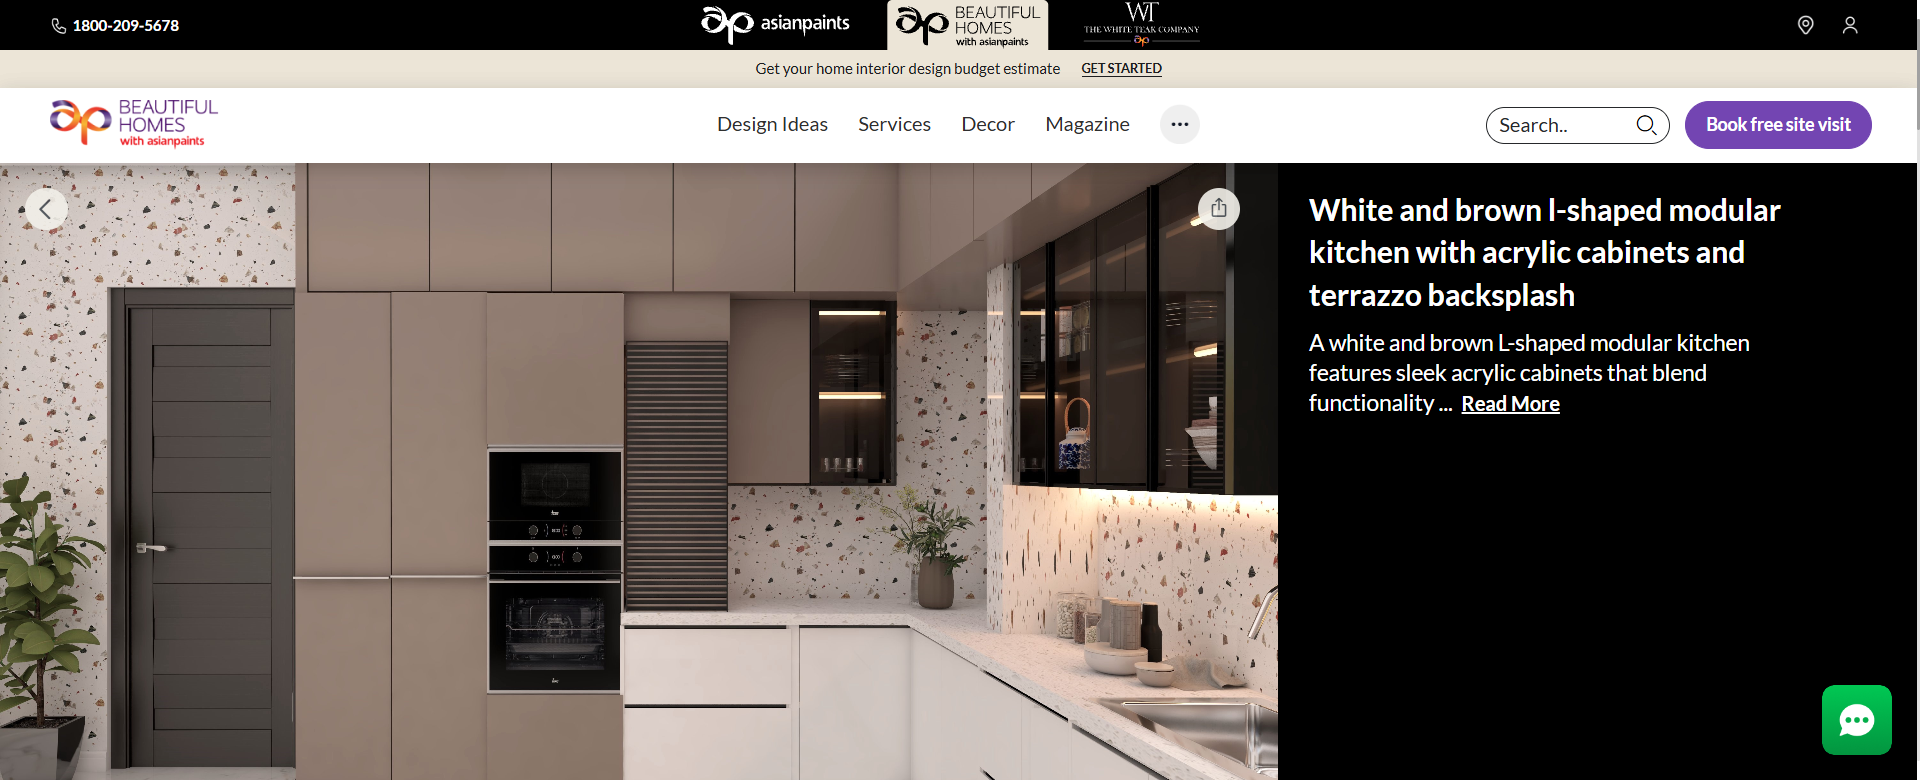 1800-209-5678
asianpaints
BEAUTIFUL
HOMES
with asianpaints
WT
THE WHITE TEAK COMPANY
Get your home interior design budget estimate GET STARTED
BEAUTIFUL
HOMES
with asianpaints
Design Ideas Services Decor Magazine
Search..
Book free site visit
White and brown l-shaped modular
kitchen with acrylic cabinets and
terrazzo backsplash
A white and brown L-shaped modular kitchen
features sleek acrylic cabinets that blend
functionality ... Read More